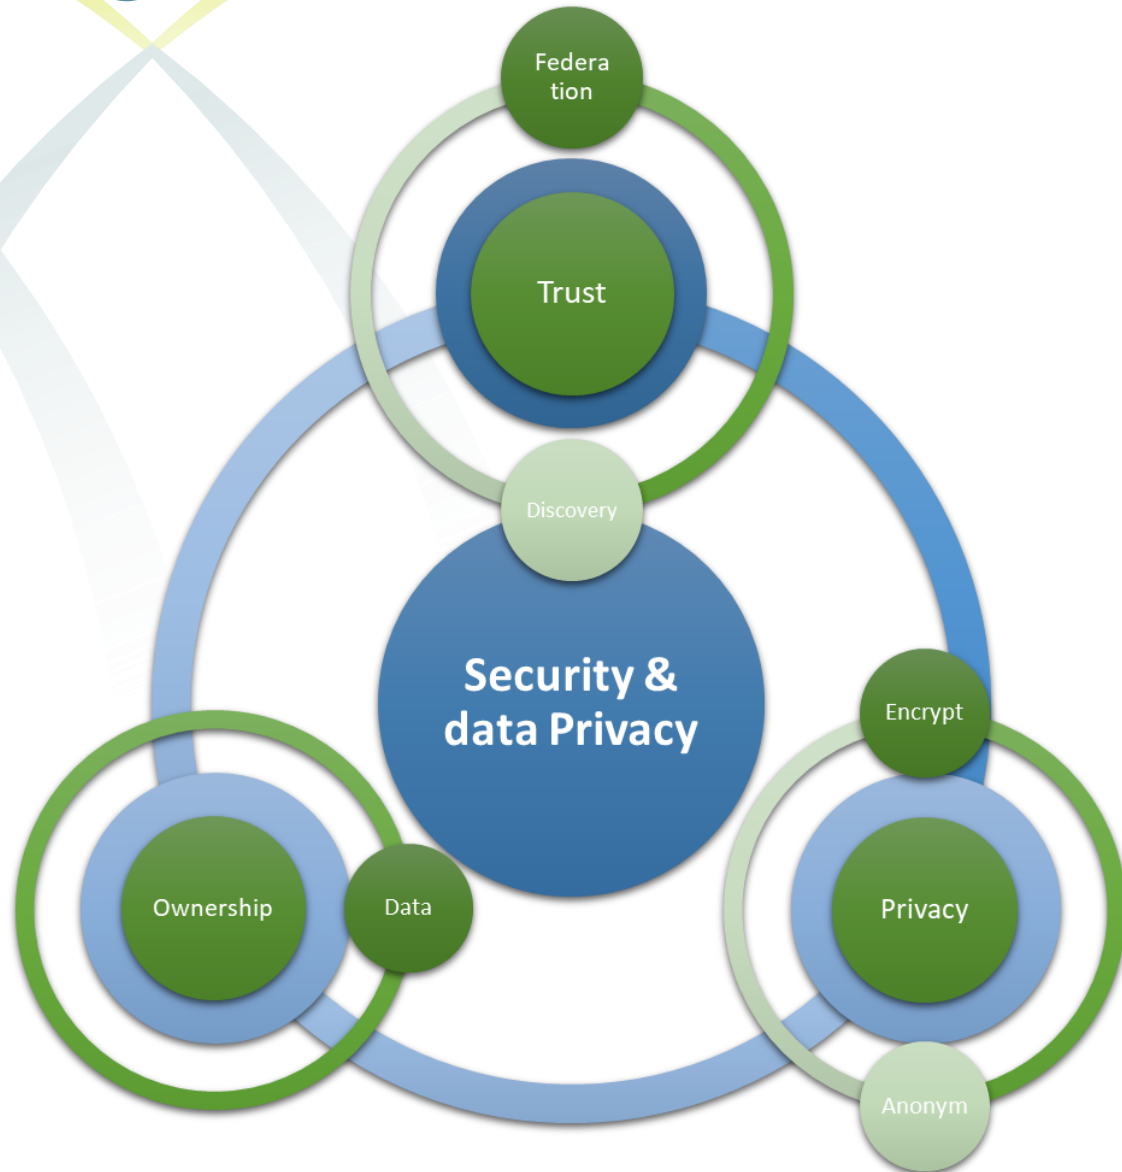 Federa
tion
Trust
Discovery
Security &
data Privacy
Encrypt
Ownership
Data
Privacy
Anonym